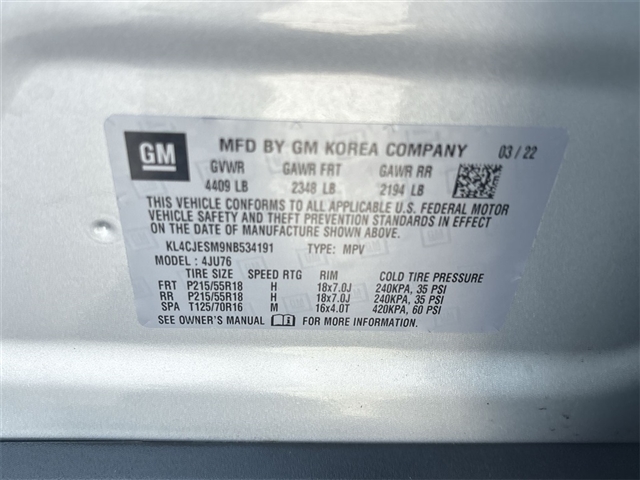 GM MFD BY GM KOREA COMPANY 03/22
GVWR GAWR FRT GAWR RR
4409 LB 2348 LB 2194 LB
THIS VEHICLE CONFORMS TO ALL APPLICABLE U.S. FEDERAL MOTOR
VEHICLE SAFETY AND THEFT PREVENTION STANDARDS IN EFFECT
ON THE DATE OF MANUFACTURE SHOWN ABOVE.
KL4CJESM9NB534191 TYPE: MPV
MODEL: 4JU76
TIRE SIZE SPEED RTG RIM COLD TIRE PRESSURE
FRT P215/55R18 H 18x7.0J 240KPA, 35 PSI
RR P215/55R18 H 18x7.0J 240KPA, 35 PSI
SPA T125/70R16 M 16x4.0T 420KPA, 60 PSI
SEE OWNER'S MANUAL FOR MORE INFORMATION.